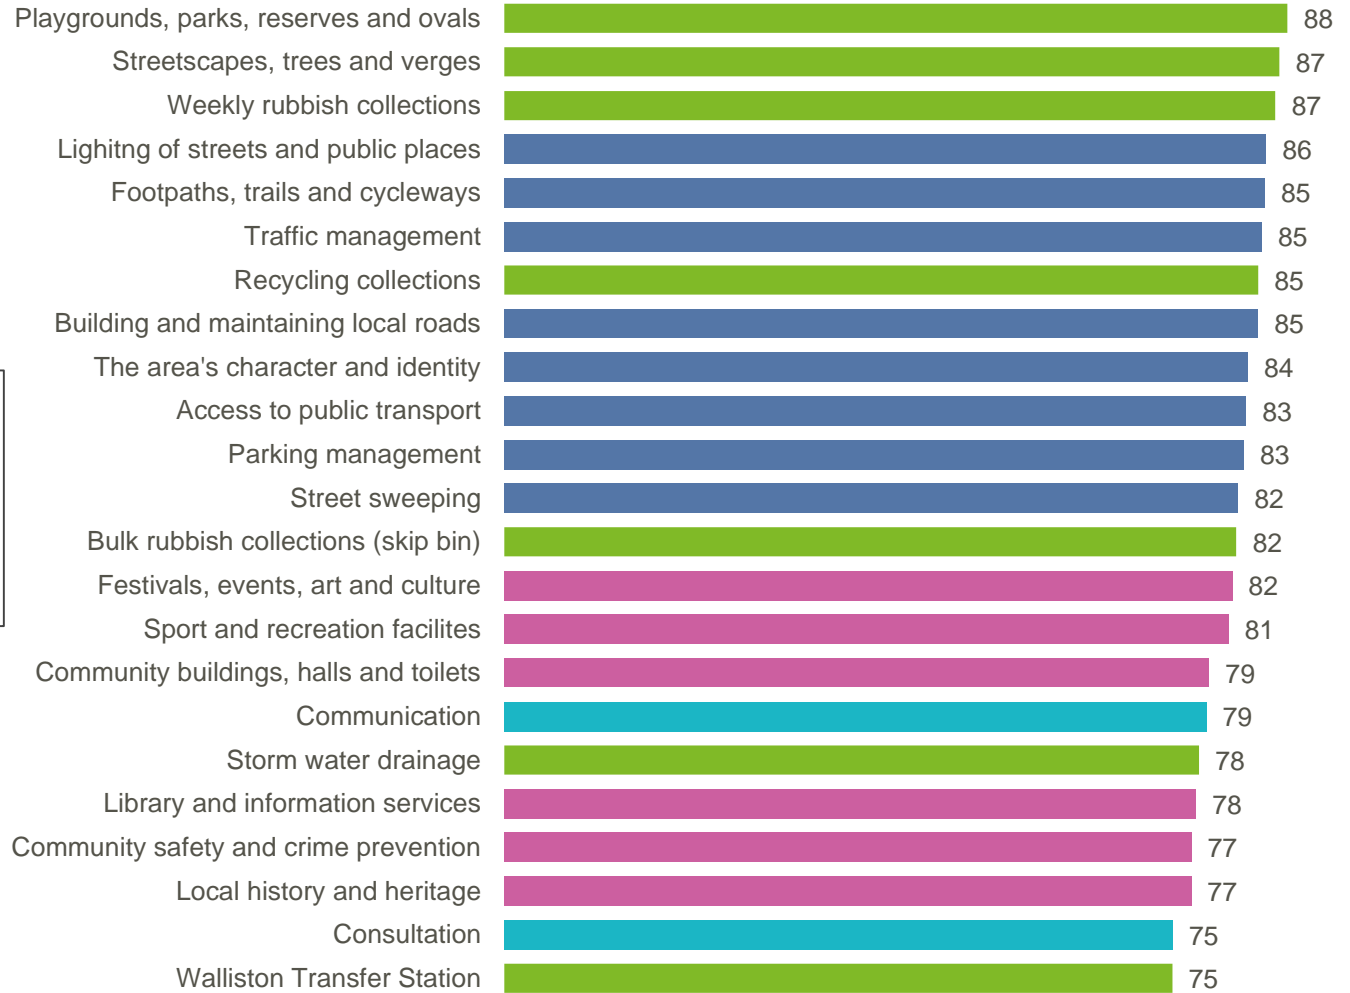 Playgrounds, parks, reserves and ovals 88
Streetscapes, trees and verges 87
Weekly rubbish collections 87
Lighitng of streets and public places 86
Footpaths, trails and cycleways 85
Traffic management 85
Recycling collections 85
Building and maintaining local roads 85
The area's character and identity 84
Access to public transport 83
Parking management 83
Street sweeping 82
Bulk rubbish collections (skip bin) 82
Festivals, events, art and culture 82
Sport and recreation facilites 81
Community buildings, halls and toilets 79
Communication 79
Storm water drainage 78
Library and information services 78
Community safety and crime prevention 77
Local history and heritage 77
Consultation 75
Walliston Transfer Station 75